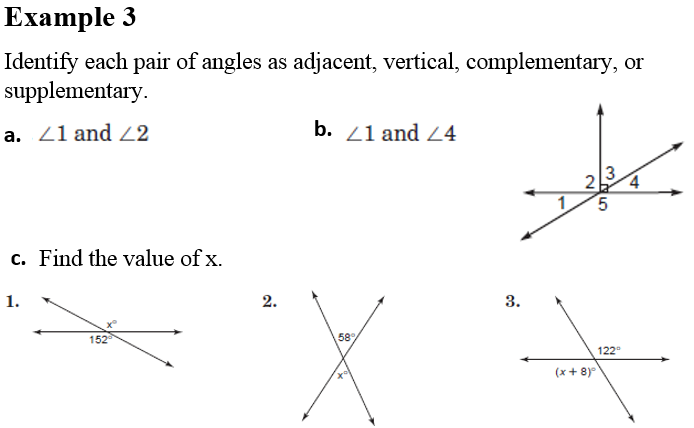 Example 3
Identify each pair of angles as adjacent, vertical, complementary, or
supplementary.
a. ∠1 and ∠2
b. ∠1 and ∠4
2 3 4
1 5
c. Find the value of x.
1.
x°
152°
2.
58°
x°
3.
122°
(x + 8)°